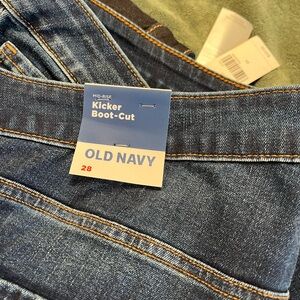 MID-RISE
Kicker
Boot-Cut
OLD NAVY
28